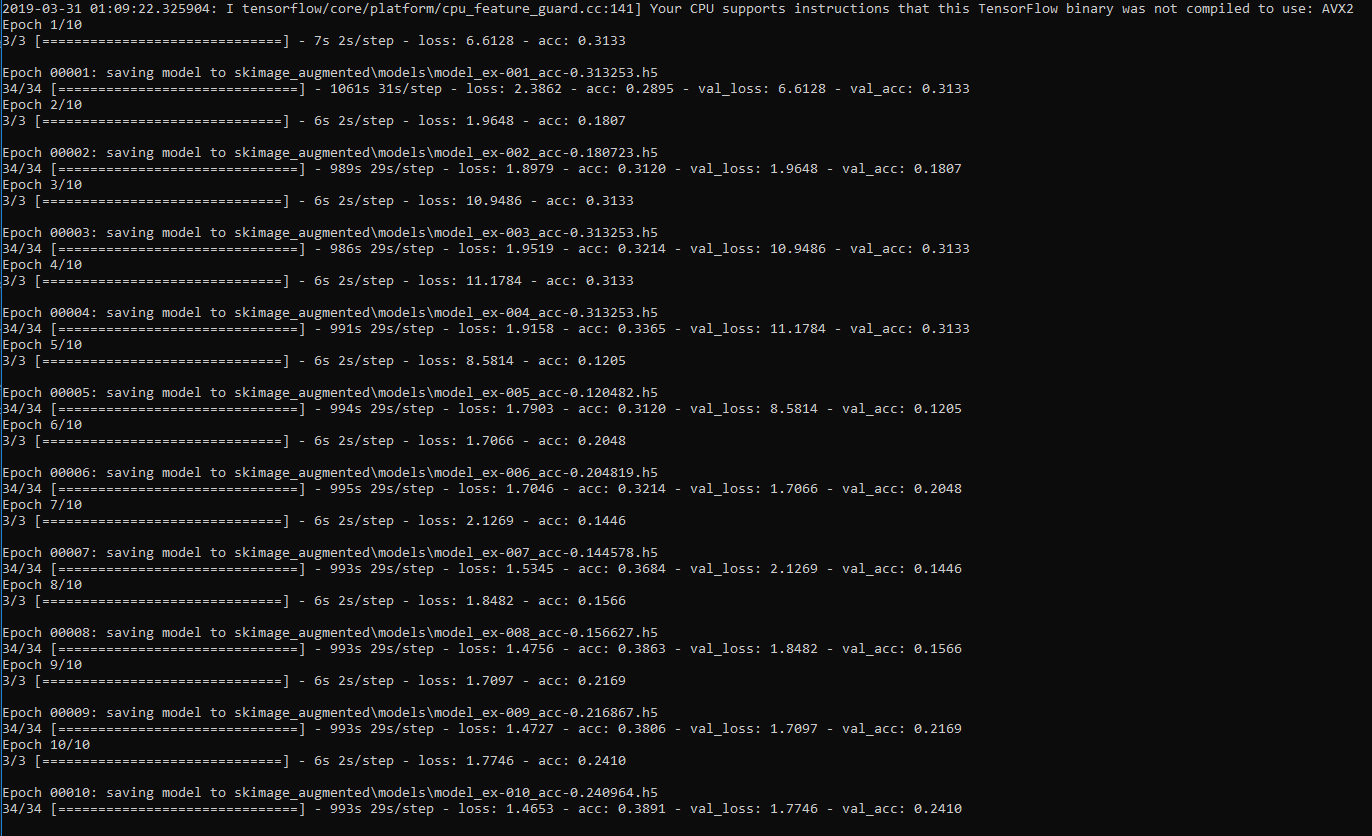 2019-03-31 01:09:22.325904: I tensorflow/core/platform/cpu_feature_guard.cc:141] Your CPU supports instructions that this TensorFlow binary was not compiled to use: AVX2
Epoch 1/10
3/3 [==============================] - 7s 2s/step - loss: 6.6128 - acc: 0.3133
Epoch 00001: saving model to skimage_augmented\models\model_ex-001_acc-0.313253.h5
34/34 [==============================] - 1061s 31s/step - loss: 2.3862 - acc: 0.2895 - val_loss: 6.6128 - val_acc: 0.3133
Epoch 2/10
3/3 [==============================] - 6s 2s/step - loss: 1.9648 - acc: 0.1807
Epoch 00002: saving model to skimage_augmented\models\model_ex-002_acc-0.180723.h5
34/34 [==============================] - 989s 29s/step - loss: 1.8979 - acc: 0.3120 - val_loss: 1.9648 - val_acc: 0.1807
Epoch 3/10
3/3 [==============================] - 6s 2s/step - loss: 10.9486 - acc: 0.3133
Epoch 00003: saving model to skimage_augmented\models\model_ex-003_acc-0.313253.h5
34/34 [==============================] - 986s 29s/step - loss: 1.9519 - acc: 0.3214 - val_loss: 10.9486 - val_acc: 0.3133
Epoch 4/10
3/3 [==============================] - 6s 2s/step - loss: 11.1784 - acc: 0.3133
Epoch 00004: saving model to skimage_augmented\models\model_ex-004_acc-0.313253.h5
34/34 [==============================] - 991s 29s/step - loss: 1.9158 - acc: 0.3365 - val_loss: 11.1784 - val_acc: 0.3133
Epoch 5/10
3/3 [==============================] - 6s 2s/step - loss: 8.5814 - acc: 0.1205
Epoch 00005: saving model to skimage_augmented\models\model_ex-005_acc-0.120482.h5
34/34 [==============================] - 994s 29s/step - loss: 1.7903 - acc: 0.3120 - val_loss: 8.5814 - val_acc: 0.1205
Epoch 6/10
3/3 [==============================] - 6s 2s/step - loss: 1.7066 - acc: 0.2048
Epoch 00006: saving model to skimage_augmented\models\model_ex-006_acc-0.204819.h5
34/34 [==============================] - 995s 29s/step - loss: 1.7046 - acc: 0.3214 - val_loss: 1.7066 - val_acc: 0.2048
Epoch 7/10
3/3 [==============================] - 6s 2s/step - loss: 2.1269 - acc: 0.1446
Epoch 00007: saving model to skimage_augmented\models\model_ex-007_acc-0.144578.h5
34/34 [==============================] - 993s 29s/step - loss: 1.5345 - acc: 0.3684 - val_loss: 2.1269 - val_acc: 0.1446
Epoch 8/10
3/3 [==============================] - 6s 2s/step - loss: 1.8482 - acc: 0.1566
Epoch 00008: saving model to skimage_augmented\models\model_ex-008_acc-0.156627.h5
34/34 [==============================] - 993s 29s/step - loss: 1.4756 - acc: 0.3863 - val_loss: 1.8482 - val_acc: 0.1566
Epoch 9/10
3/3 [==============================] - 6s 2s/step - loss: 1.7097 - acc: 0.2169
Epoch 00009: saving model to skimage_augmented\models\model_ex-009_acc-0.216867.h5
34/34 [==============================] - 993s 29s/step - loss: 1.4727 - acc: 0.3806 - val_loss: 1.7097 - val_acc: 0.2169
Epoch 10/10
3/3 [==============================] - 6s 2s/step - loss: 1.7746 - acc: 0.2410
Epoch 00010: saving model to skimage_augmented\models\model_ex-010_acc-0.240964.h5
34/34 [==============================] - 993s 29s/step - loss: 1.4653 - acc: 0.3891 - val_loss: 1.7746 - val_acc: 0.2410